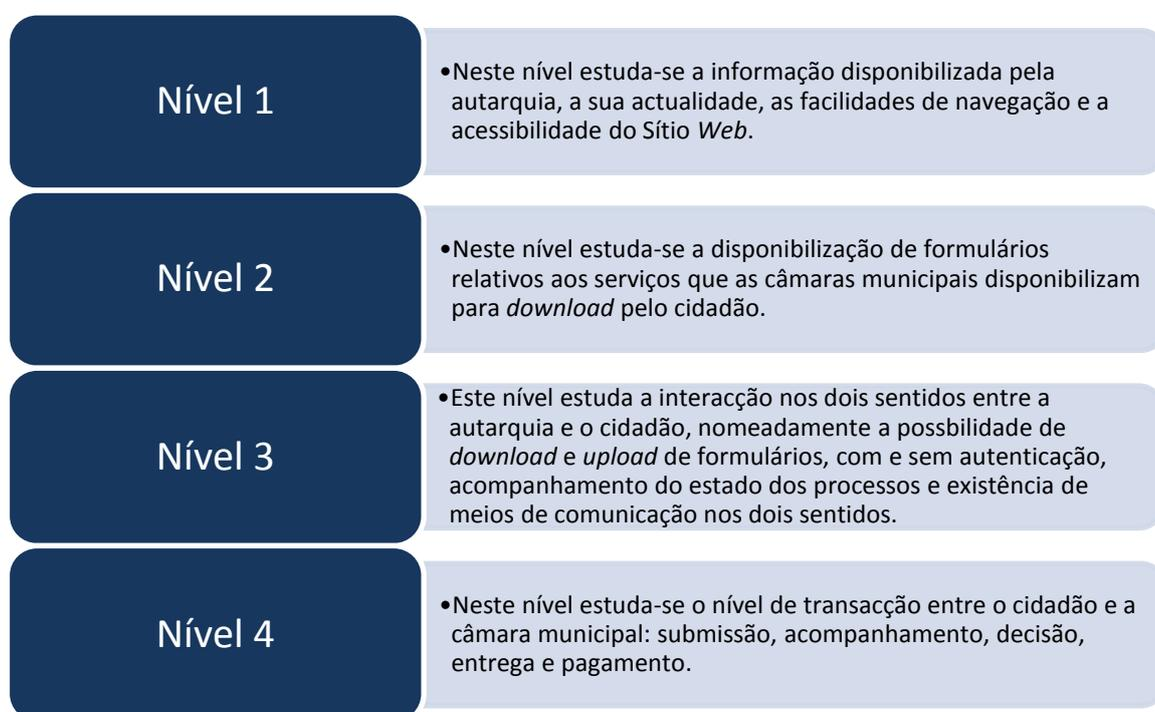 Nível 1
•Neste nível estuda-se a informação disponibilizada pela
autarquia, a sua actualidade, as facilidades de navegação e a
acessibilidade do Sítio Web.
Nível 2
•Neste nível estuda-se a disponibilização de formulários
relativos aos serviços que as câmaras municipais disponibilizam
para download pelo cidadão.
Nível 3
•Este nível estuda a interacção nos dois sentidos entre a
autarquia e o cidadão, nomeadamente a possbilidade de
download e upload de formulários, com e sem autenticação,
acompanhamento do estado dos processos e existência de
meios de comunicação nos dois sentidos.
Nível 4
•Neste nível estuda-se o nível de transacção entre o cidadão e a
câmara municipal: submissão, acompanhamento, decisão,
entrega e pagamento.